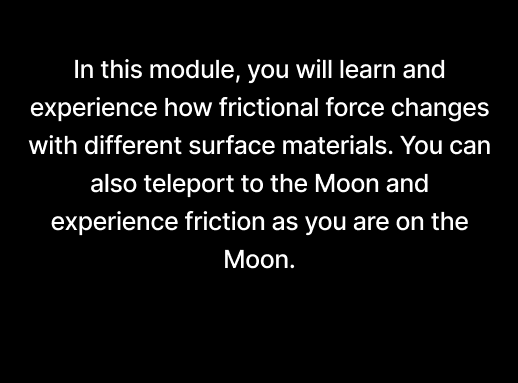 In this module, you will learn and
experience how frictional force changes
with different surface materials. You can
also teleport to the Moon and
experience friction as you are on the
Moon.